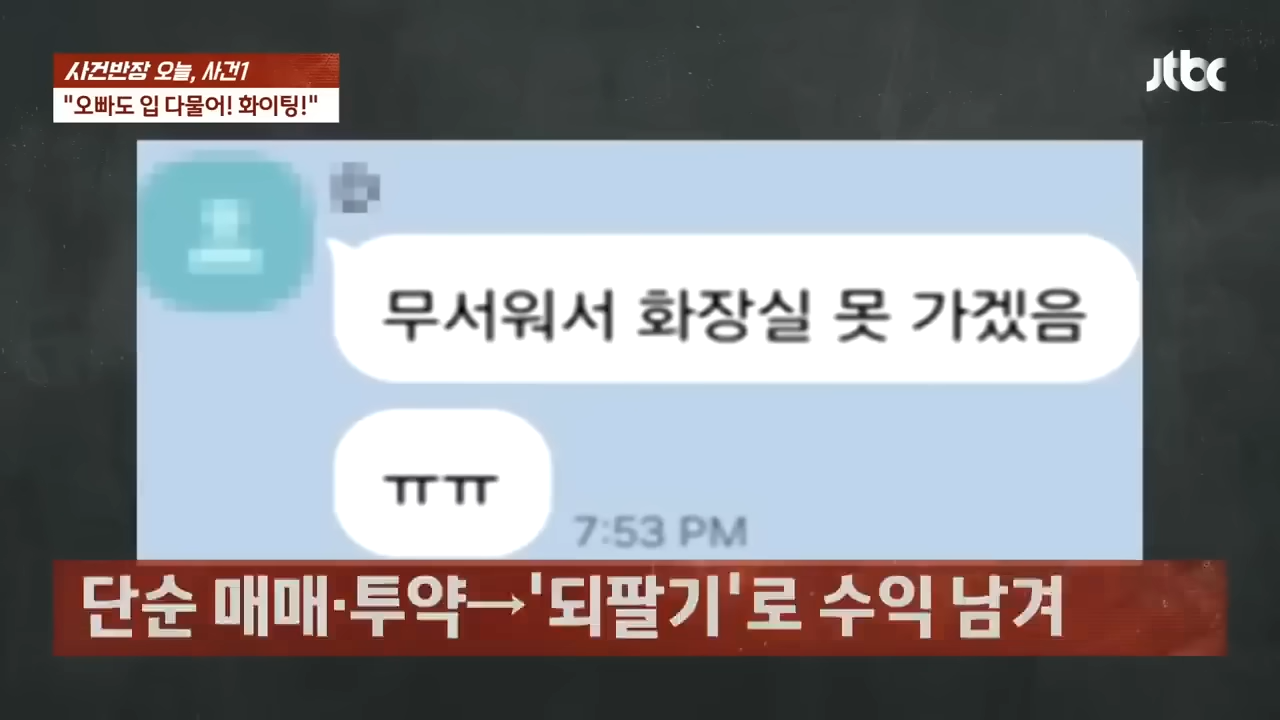 사건반장 오늘, 사건1
"오빠도 입 다물어! 화이팅!"
jtbc
무서워서 화장실 못 가겠음
ㅠㅠ
7:53 PM
단순 매매·투약→'되팔기'로 수익 남겨